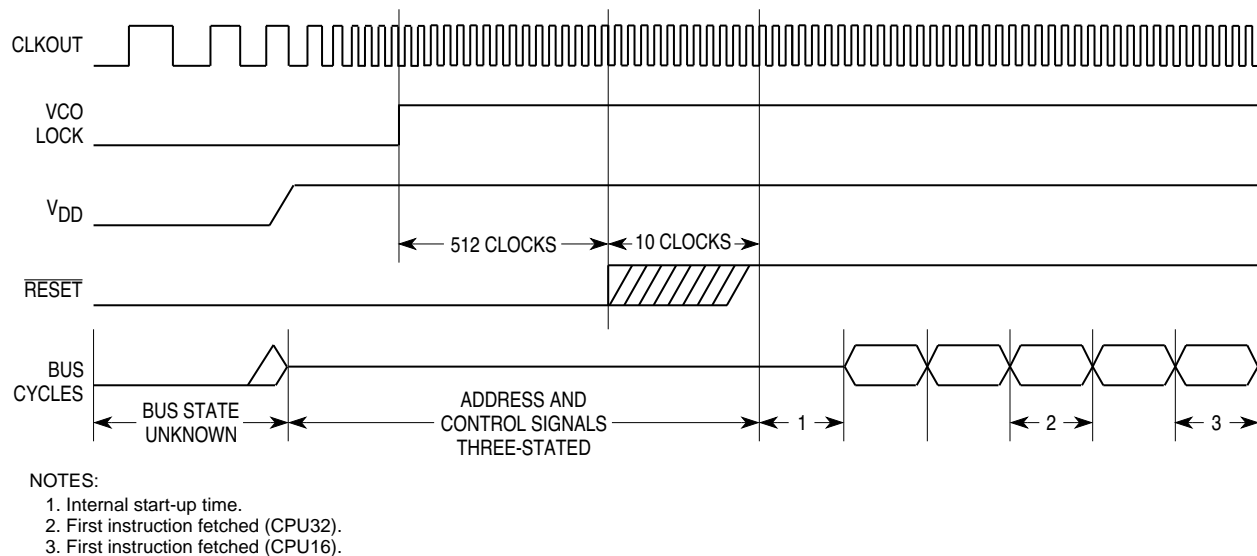 CLKOUT
VCO
LOCK
VDD
512 CLOCKS
10 CLOCKS
RESET
BUS
CYCLES
BUS STATE
UNKNOWN
ADDRESS AND
CONTROL SIGNALS
THREE-STATED
1
2
3
NOTES:
1. Internal start-up time.
2. First instruction fetched (CPU32).
3. First instruction fetched (CPU16).